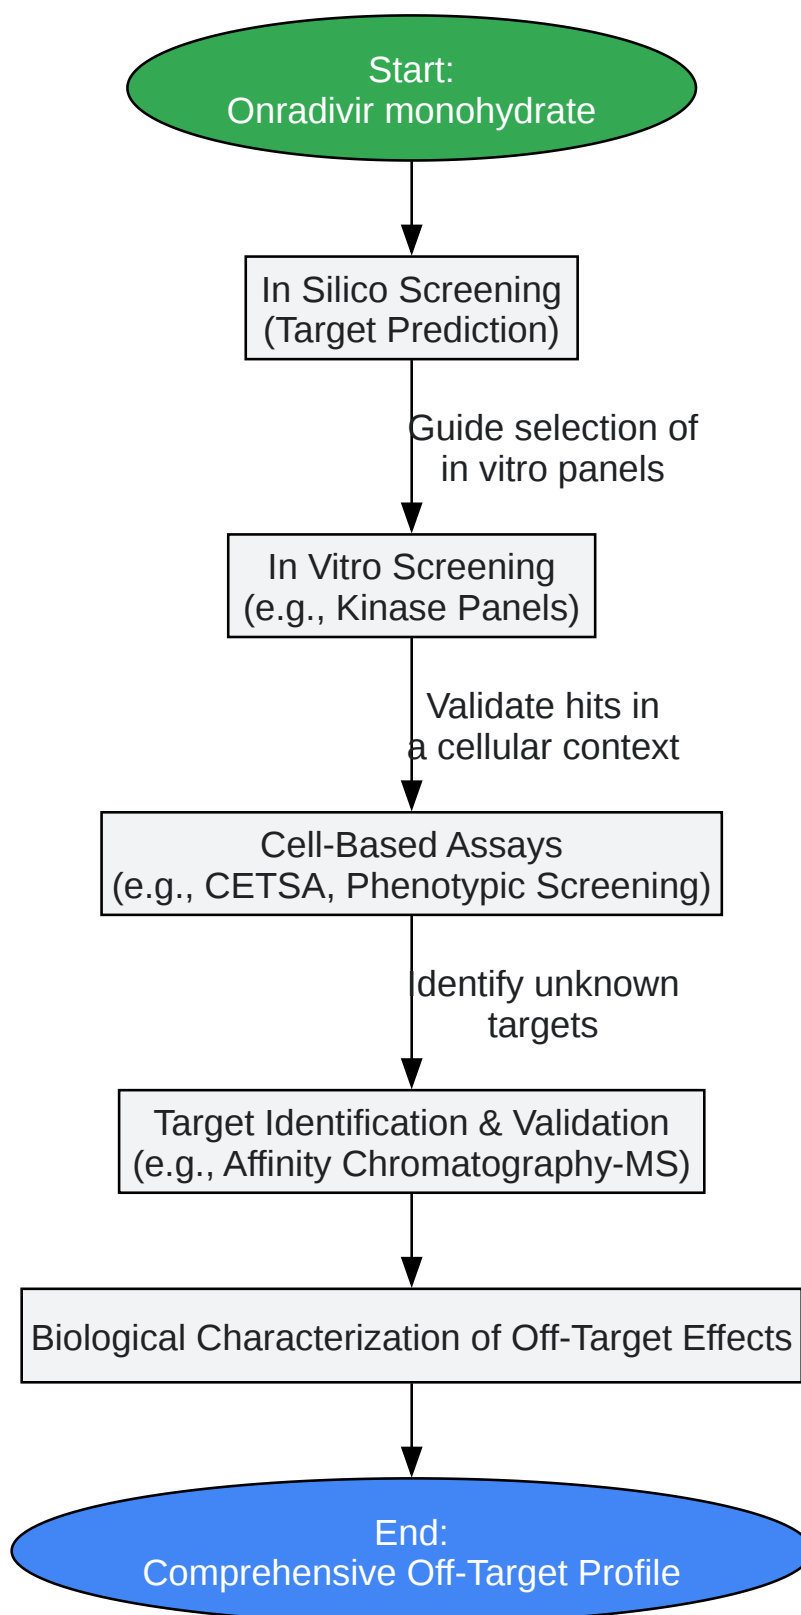 Start:
Onradivir monohydrate
In Silico Screening
(Target Prediction)
Guide selection of
in vitro panels
In Vitro Screening
(e.g., Kinase Panels)
Validate hits in
a cellular context
Cell-Based Assays
(e.g., CETSA, Phenotypic Screening)
Identify unknown
targets
Target Identification & Validation
(e.g., Affinity Chromatography-MS)
Biological Characterization of Off-Target Effects
End:
Comprehensive Off-Target Profile